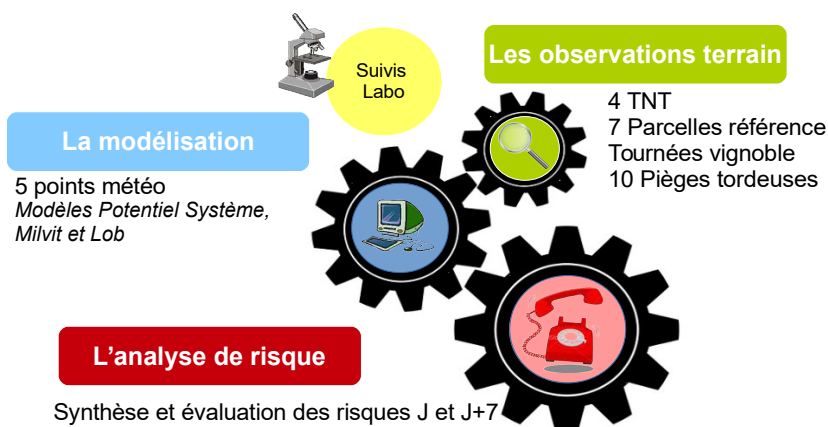 Suivis
Labo
Les observations terrain
4 TNT
7 Parcelles référence
Tournées vignoble
10 Pièges tordeuses
La modélisation
5 points météo
Modèles Potentiel Système,
Milvit et Lob
L'analyse de risque
Synthèse et évaluation des risques J et J+7